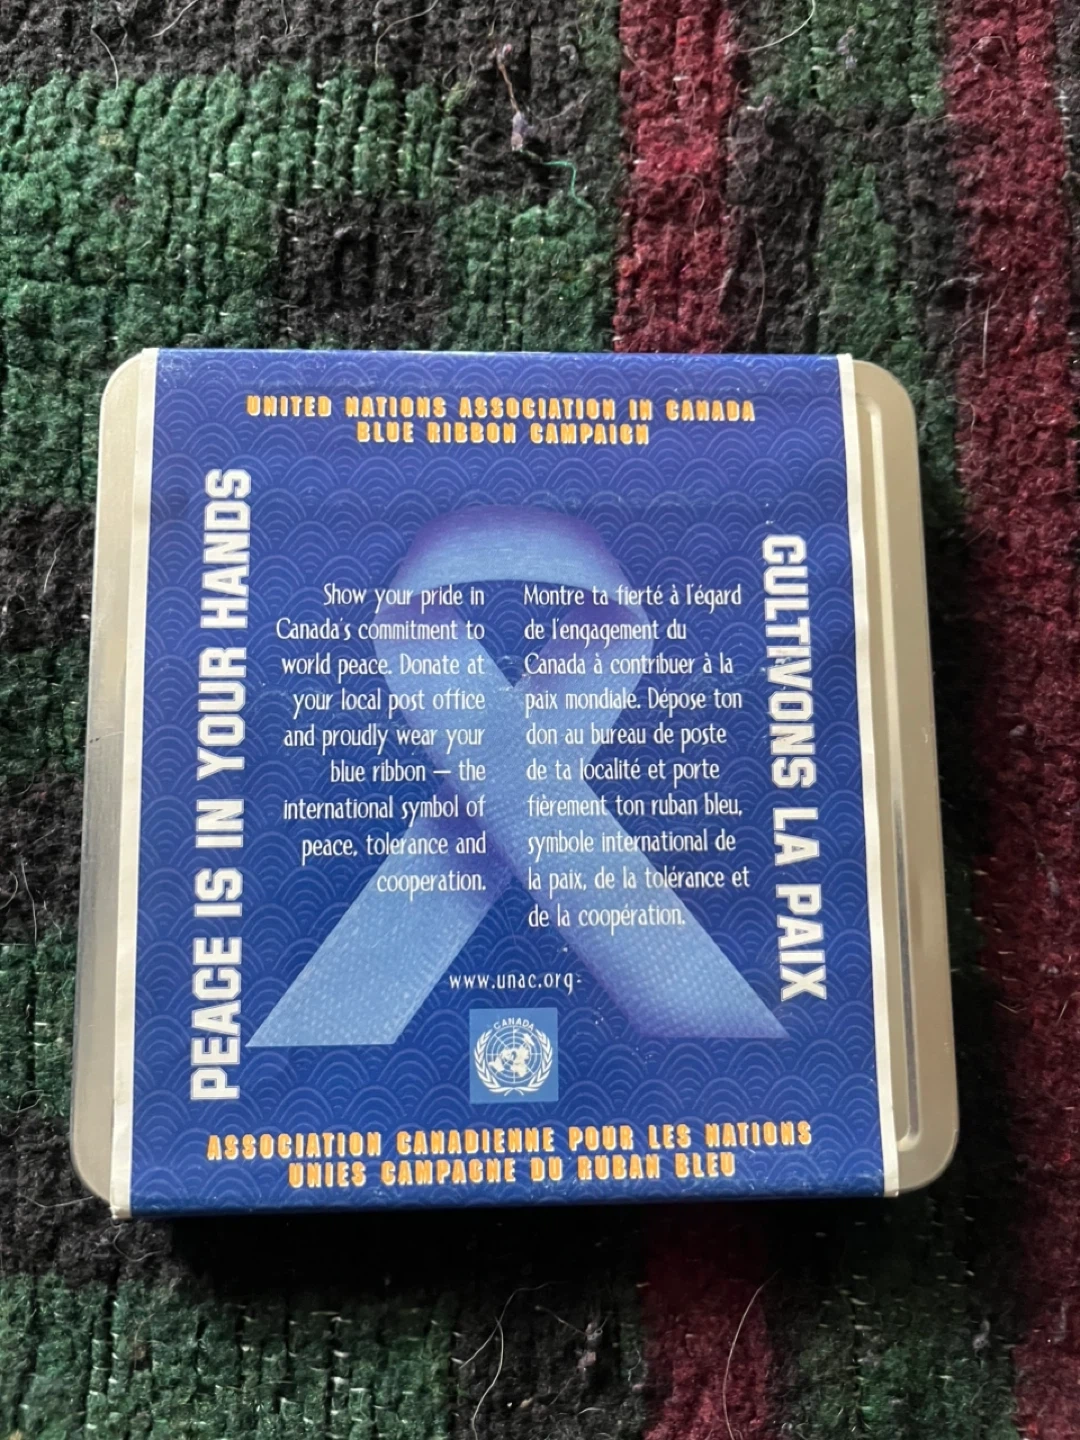 UNITED NATIONS ASSOCIATION IN CANADA
BLUE RIBBON CAMPAIGN
PEACE IS IN YOUR HANDS
Show your pride in
Canada's commitment to
world peace. Donate at
your local post office
and proudly wear your
blue ribbon — the
international symbol of
peace, tolerance and
cooperation.
Montre ta fierté à l'égard
de l'engagement du
Canada à contribuer à la
paix mondiale. Dépose ton
don au bureau de poste
de ta localité et porte
fièrement ton ruban bleu,
symbole international de
la paix, de la tolérance et
de la coopération.
CULTIVONS LA PAIX
www.unac.org
CANADA
ASSOCIATION CANADIENNE POUR LES NATIONS
UNIES CAMPAGNE DU RUBAN BLEU